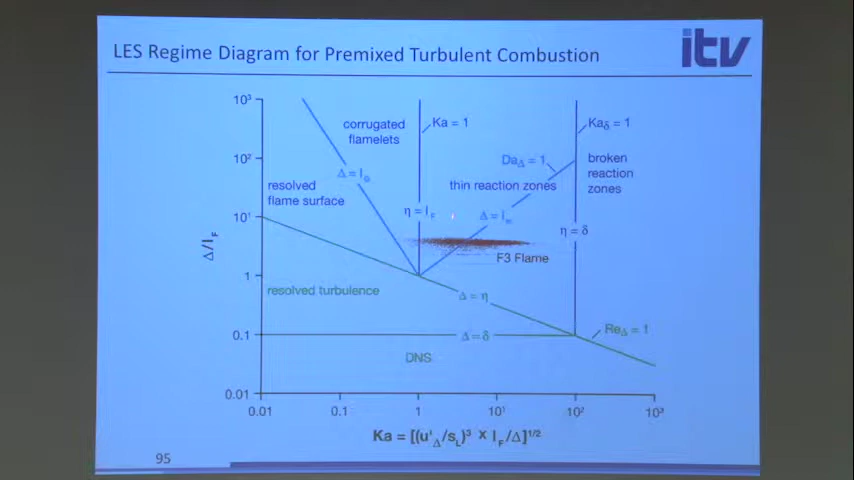 LES Regime Diagram for Premixed Turbulent Combustion
itv
10³
10²
10¹
1
0.1
0.01
Δ/l_F
corrugated
flamelets
Ka = 1
Ka_δ = 1
Δ = l_G
Da_Δ = 1
broken
reaction
zones
resolved
flame surface
thin reaction zones
η = l_F
Δ = l_m
η = δ
F3 Flame
resolved turbulence
Δ = η
Δ = δ
Re_Δ = 1
DNS
0.01
0.1
1
10¹
10²
10³
Ka = [(u'_Δ/s_L)³ x l_F/Δ]^1/2
95